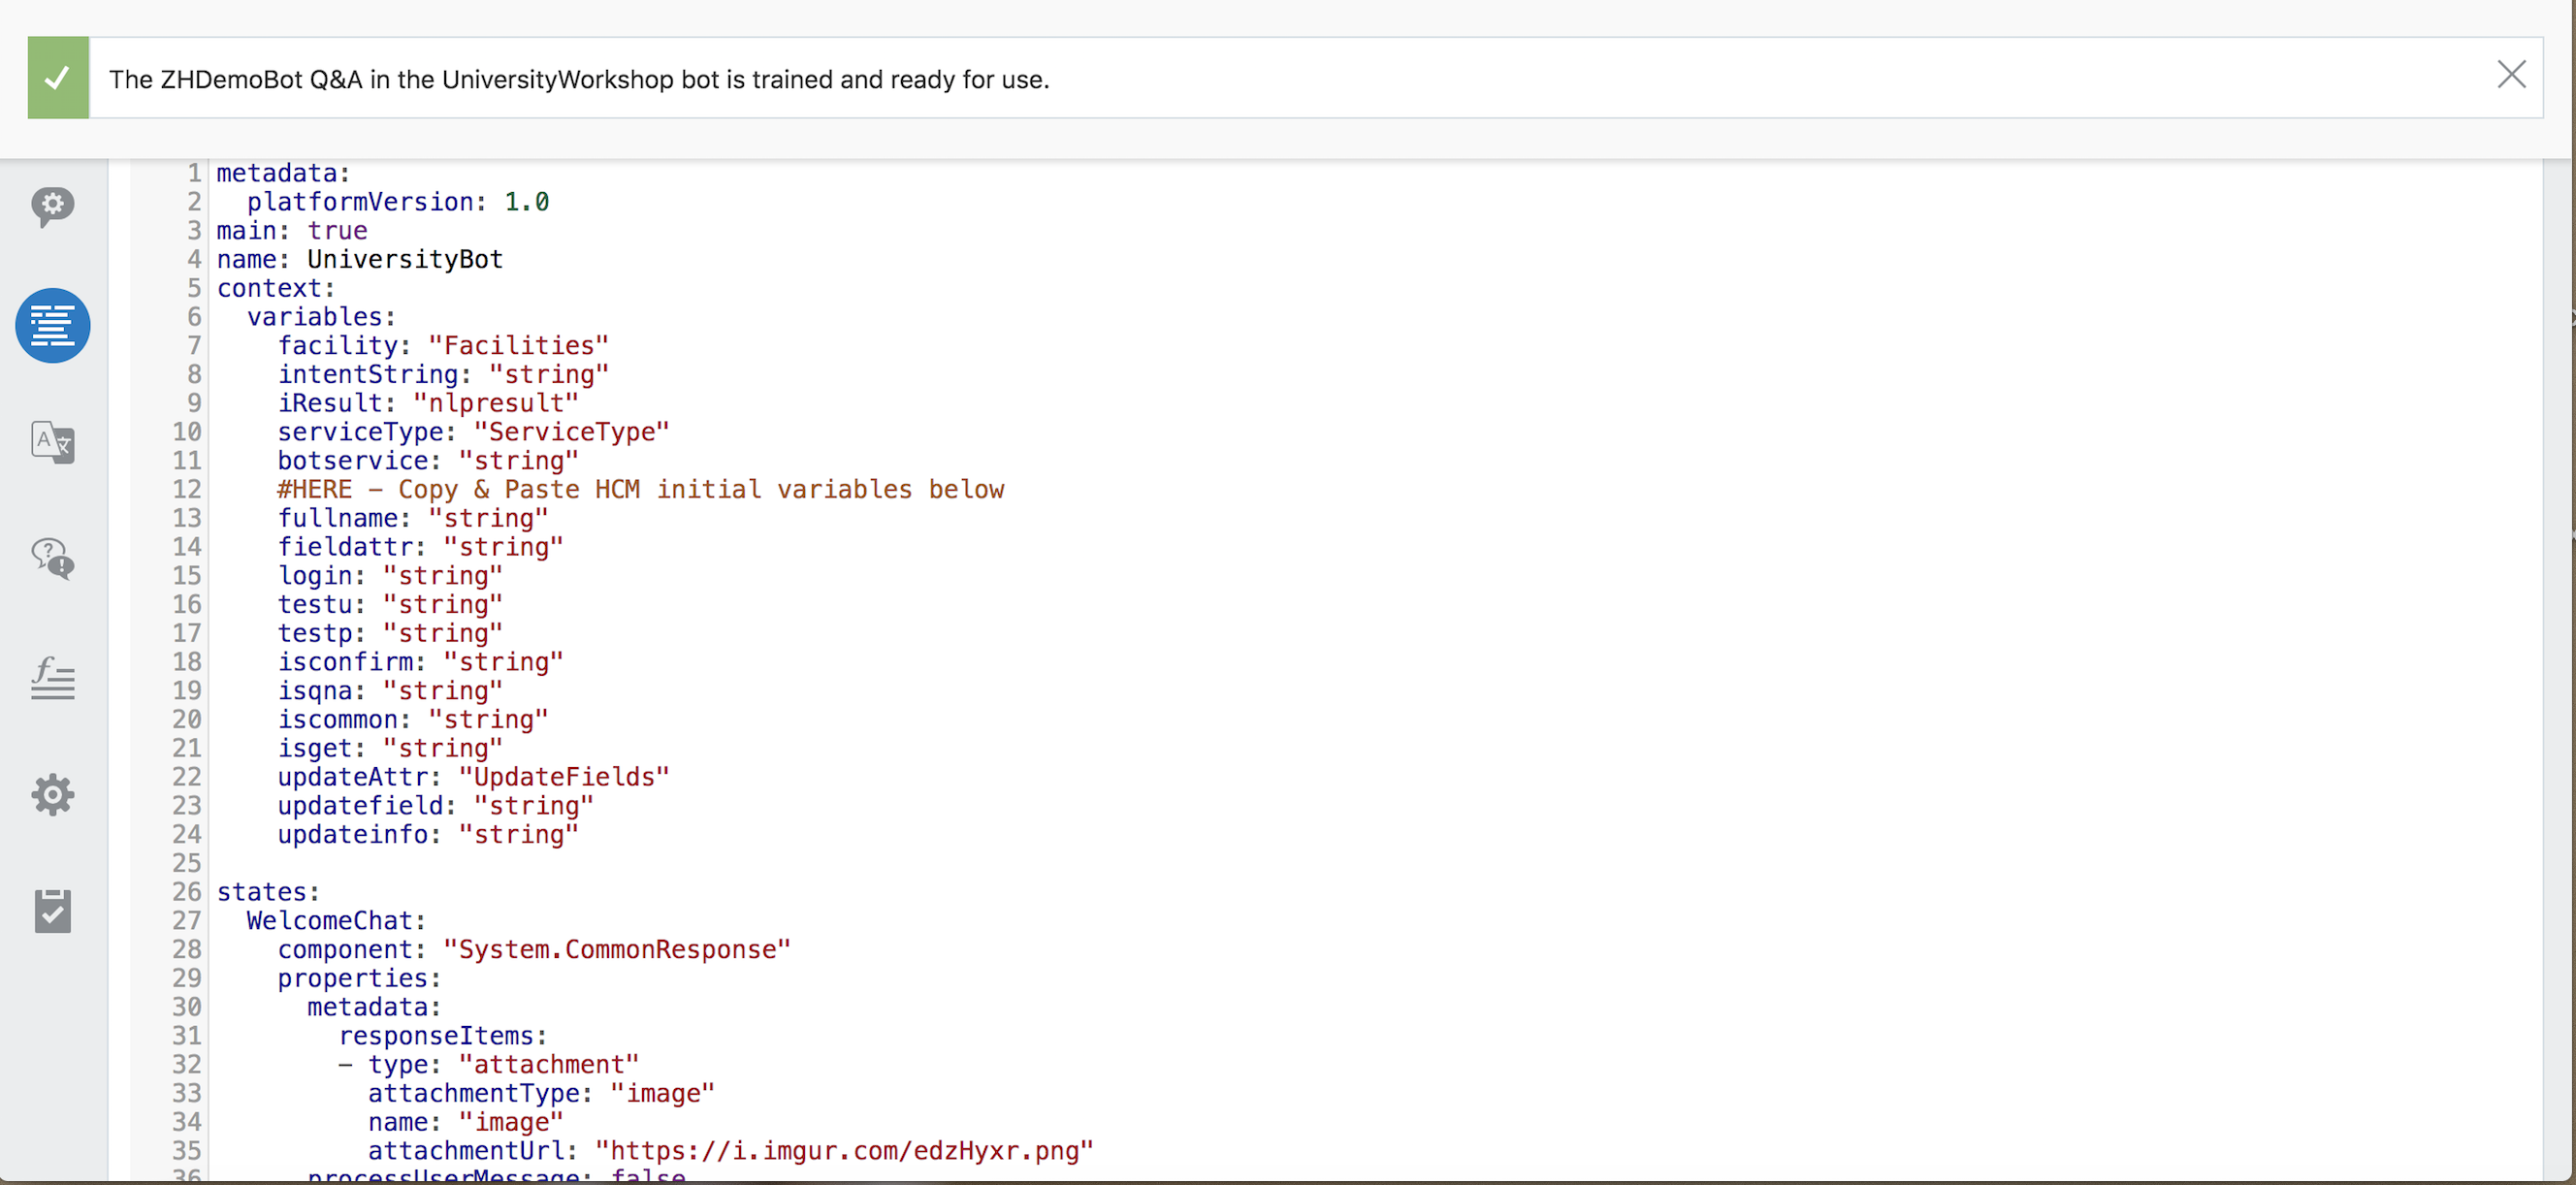 The ZHDemoBot Q&A in the UniversityWorkshop bot is trained and ready for use.
1 metadata:
2   platformVersion: 1.0
3 main: true
4 name: UniversityBot
5 context:
6   variables:
7     facility: "Facilities"
8     intentString: "string"
9     iResult: "nlpresult"
10     serviceType: "ServiceType"
11     botservice: "string"
12     #HERE – Copy & Paste HCM initial variables below
13     fullname: "string"
14     fieldattr: "string"
15     login: "string"
16     testu: "string"
17     testp: "string"
18     isconfirm: "string"
19     isqna: "string"
20     iscommon: "string"
21     isget: "string"
22     updateAttr: "UpdateFields"
23     updatefield: "string"
24     updateinfo: "string"
25
26 states:
27   WelcomeChat:
28     component: "System.CommonResponse"
29     properties:
30       metadata:
31         responseItems:
32         – type: "attachment"
33           attachmentType: "image"
34           name: "image"
35           attachmentUrl: "https://i.imgur.com/edzHyxr.png"
36       processUserMessage: false